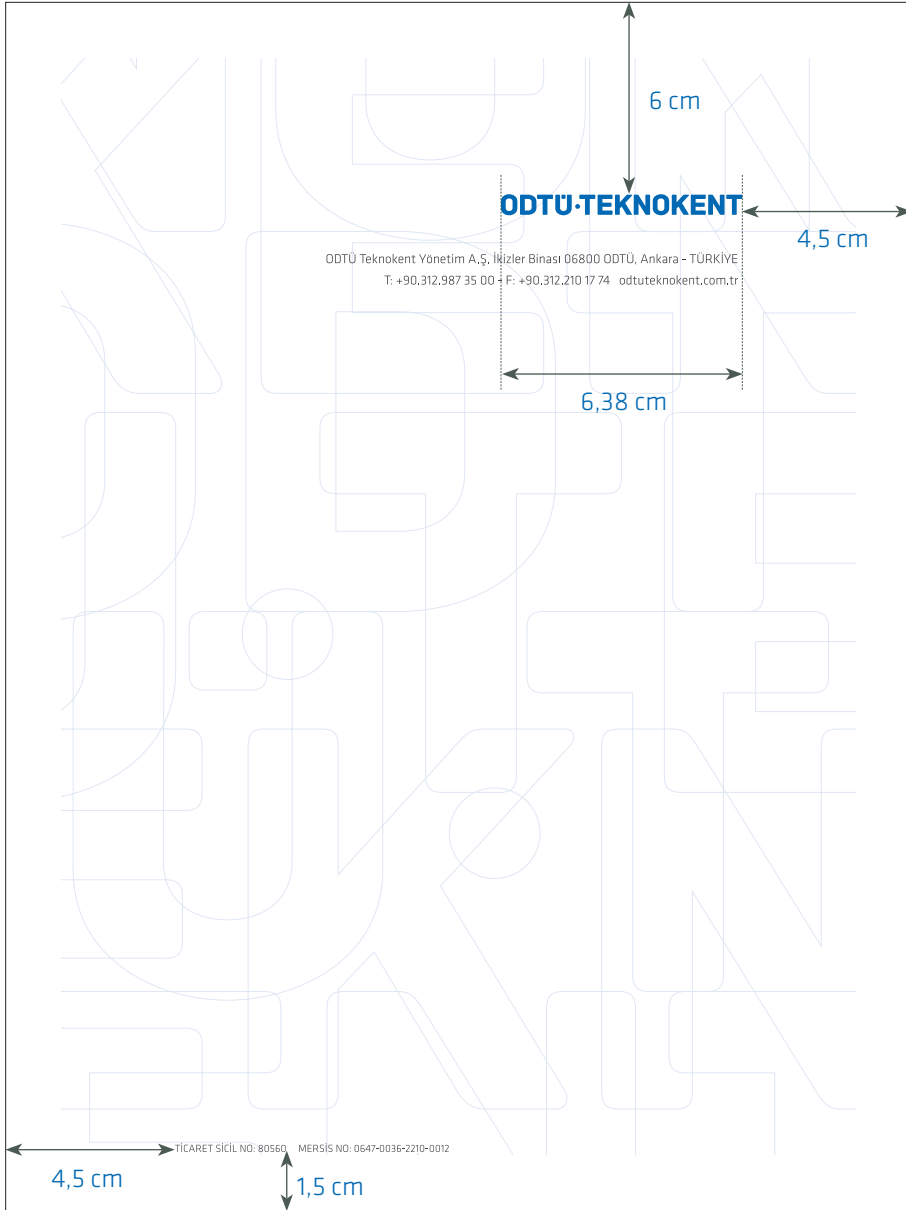 6 cm
ODTÜ·TEKNOKENT
4,5 cm
ODTÜ Teknokent Yönetim A.Ş. İkizler Binası 06800 ODTÜ, Ankara - TÜRKİYE
T: +90.312.987 35 00 - F: +90.312.210 17 74 odtuteknokent.com.tr
6,38 cm
TİCARET SİCİL NO: 80560 MERSİS NO: 0647-0036-2210-0012
4,5 cm
1,5 cm